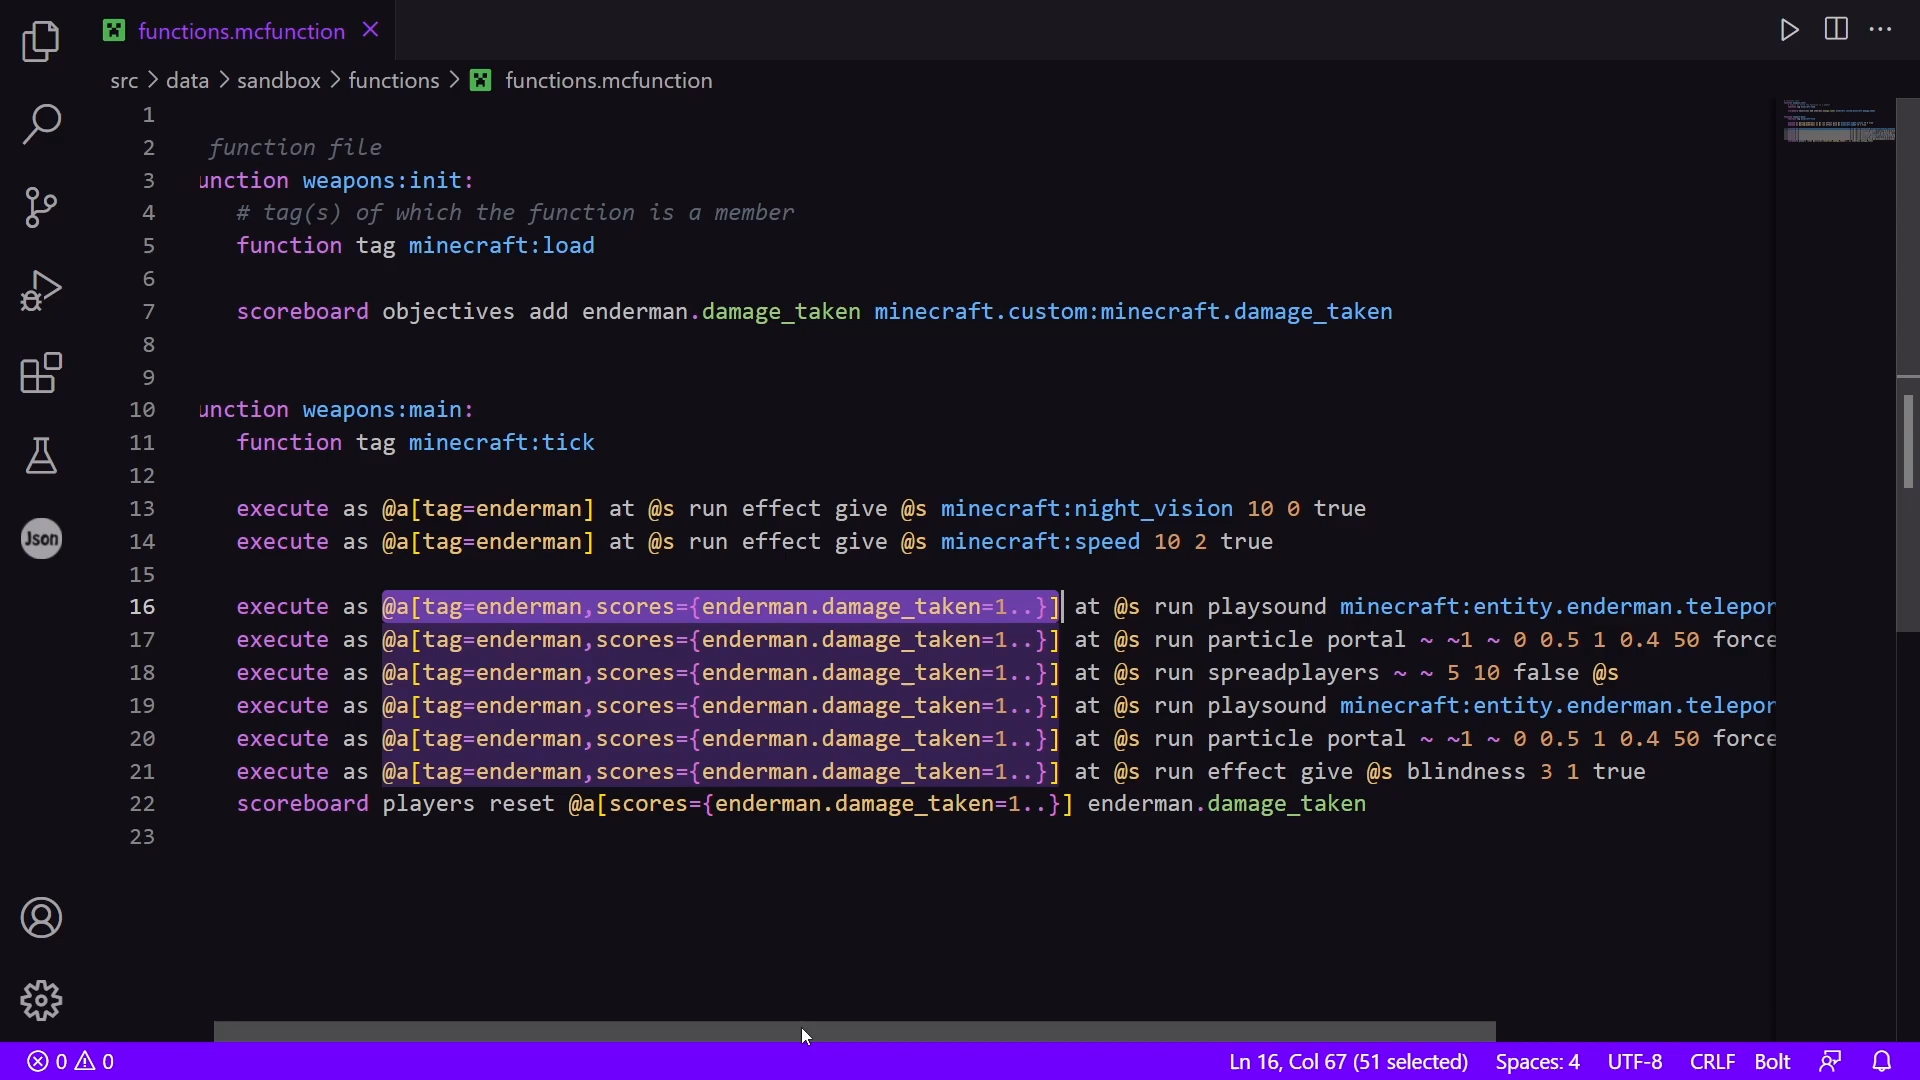 functions.mcfunction
src > data > sandbox > functions > functions.mcfunction
1
2 function file
3 unction weapons:init:
4 # tag(s) of which the function is a member
5 function tag minecraft:load
6
7 scoreboard objectives add enderman.damage_taken minecraft.custom:minecraft.damage_taken
8
9
10 unction weapons:main:
11 function tag minecraft:tick
12
13 execute as @a[tag=enderman] at @s run effect give @s minecraft:night_vision 10 0 true
14 execute as @a[tag=enderman] at @s run effect give @s minecraft:speed 10 2 true
15
16 execute as @a[tag=enderman,scores={enderman.damage_taken=1..}] at @s run playsound minecraft:entity.enderman.telepor
17 execute as @a[tag=enderman,scores={enderman.damage_taken=1..}] at @s run particle portal ~ ~1 ~ 0 0.5 1 0.4 50 force
18 execute as @a[tag=enderman,scores={enderman.damage_taken=1..}] at @s run spreadplayers ~ ~ 5 10 false @s
19 execute as @a[tag=enderman,scores={enderman.damage_taken=1..}] at @s run playsound minecraft:entity.enderman.telepor
20 execute as @a[tag=enderman,scores={enderman.damage_taken=1..}] at @s run particle portal ~ ~1 ~ 0 0.5 1 0.4 50 force
21 execute as @a[tag=enderman,scores={enderman.damage_taken=1..}] at @s run effect give @s blindness 3 1 true
22 scoreboard players reset @a[scores={enderman.damage_taken=1..}] enderman.damage_taken
23
Json
0 0 Ln 16, Col 67 (51 selected) Spaces: 4 UTF-8 CRLF Bolt